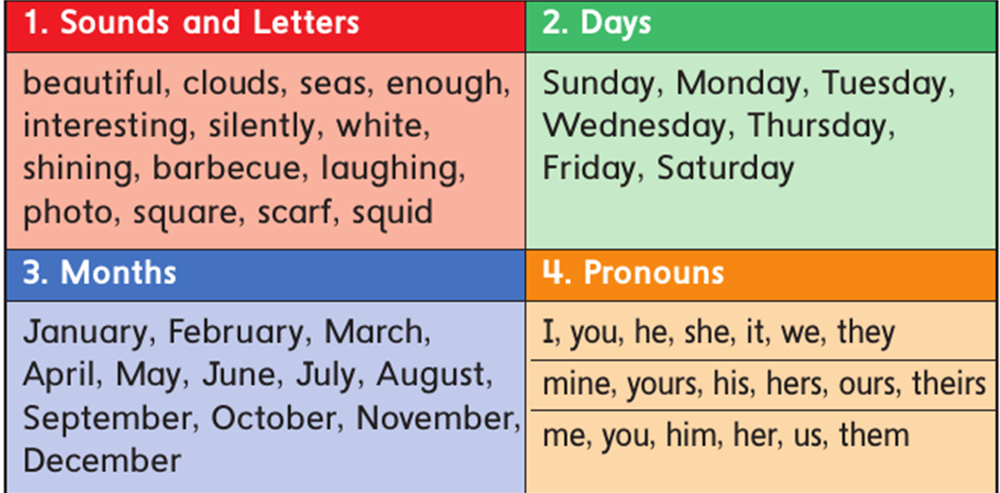 1. Sounds and Letters
beautiful, clouds, seas, enough,
interesting, silently, white,
shining, barbecue, laughing,
photo, square, scarf, squid
2. Days
Sunday, Monday, Tuesday,
Wednesday, Thursday,
Friday, Saturday
3. Months
January, February, March,
April, May, June, July, August,
September, October, November,
December
4. Pronouns
I, you, he, she, it, we, they
mine, yours, his, hers, ours, theirs
me, you, him, her, us, them